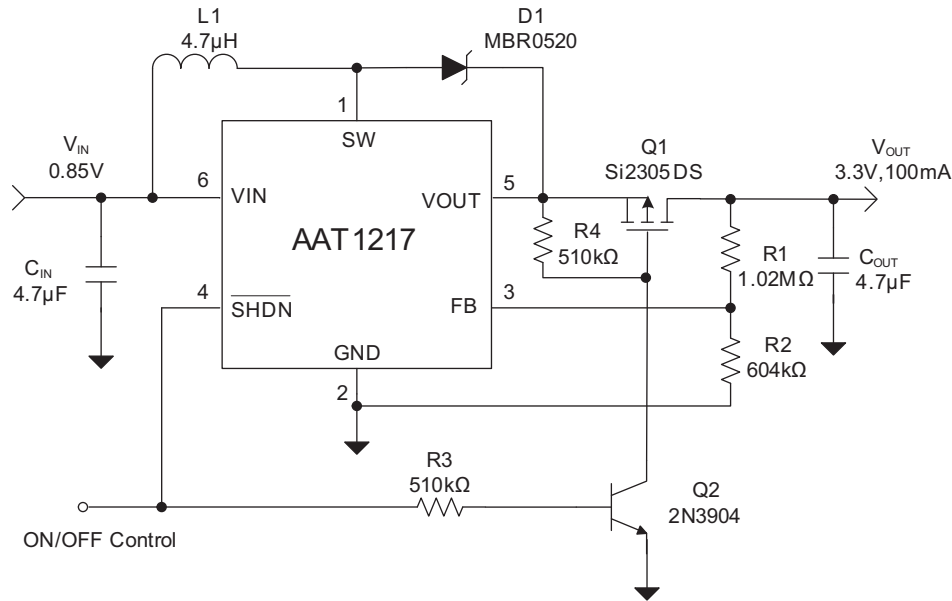 L1
4.7µH
D1
MBR0520
1
SW
VIN
0.85V
6
VIN
VOUT
5
Q1
Si2305DS
VOUT
3.3V,100mA
AAT1217
R4
510kΩ
R1
1.02MΩ
CIN
4.7µF
COUT
4.7µF
4
SHDN
FB
3
GND
2
R2
604kΩ
R3
510kΩ
Q2
2N3904
ON/OFF Control